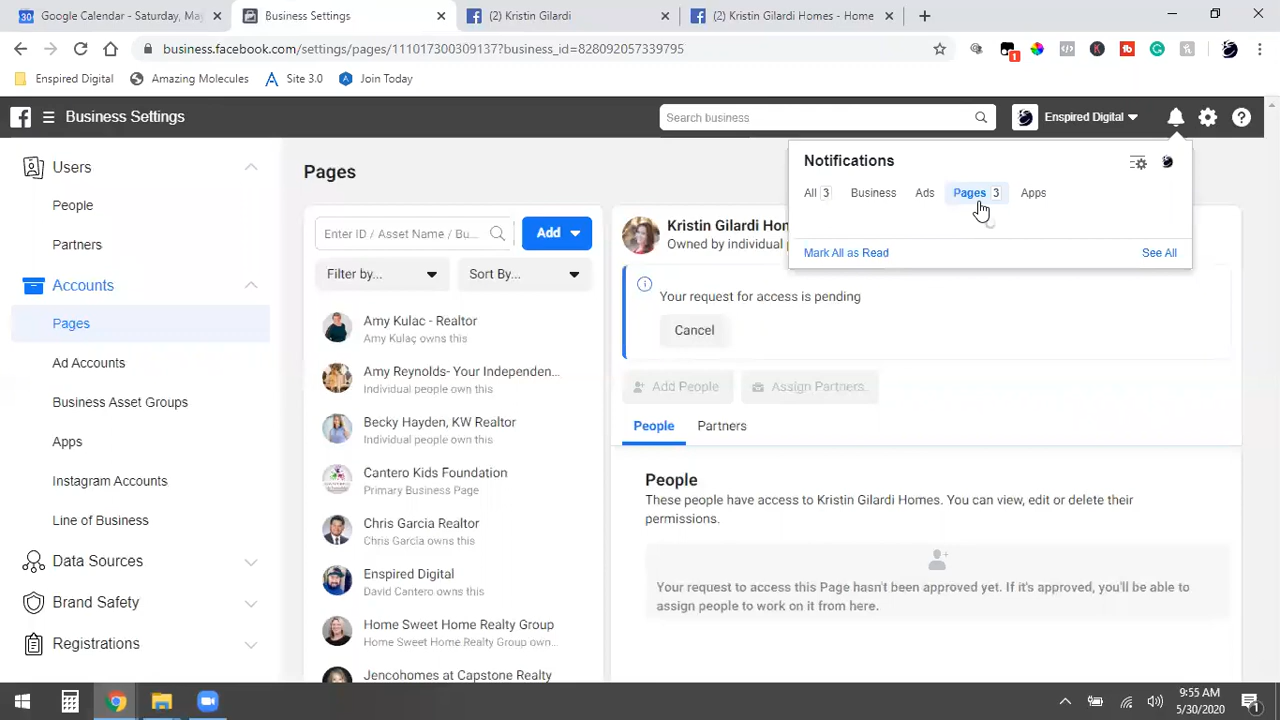 Google Calendar - Saturday, May
Business Settings
(2) Kristin Gilardi
(2) Kristin Gilardi Homes - Home
business.facebook.com/settings/pages/111017300309137?business_id=828092057339795
1
Enspired Digital
Amazing Molecules
Site 3.0
Join Today
Business Settings
Search business
Enspired Digital
Users
People
Partners
Accounts
Pages
Ad Accounts
Business Asset Groups
Apps
Instagram Accounts
Line of Business
Data Sources
Brand Safety
Registrations
Pages
Enter ID / Asset Name / Bu...
Add
Filter by...
Sort By...
Amy Kulac - Realtor
Amy Kulaç owns this
Amy Reynolds- Your Independen...
Individual people own this
Becky Hayden, KW Realtor
Individual people own this
Cantero Kids Foundation
Primary Business Page
Chris Garcia Realtor
Chris Garcia owns this
Enspired Digital
David Cantero owns this
Home Sweet Home Realty Group
Home Sweet Home Realty Group own...
Jencohomes at Capstone Realty
Notifications
All 3
Business
Ads
Pages 3
Apps
Mark All as Read
See All
Kristin Gilardi Hom
Owned by individual p
Your request for access is pending
Cancel
Add People
Assign Partners.
People
Partners
People
These people have access to Kristin Gilardi Homes. You can view, edit or delete their
permissions.
Your request to access this Page hasn't been approved yet. If it's approved, you'll be able to
assign people to work on it from here.
9:55 AM
5/30/2020
1